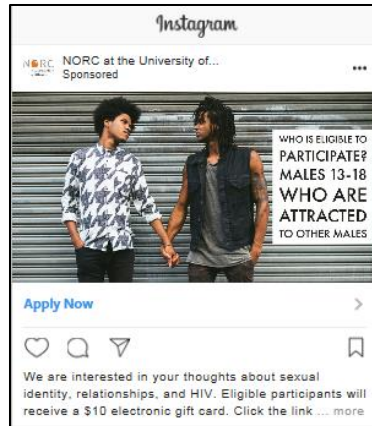 Instagram
NORC
NORC at the University of...
Sponsored
WHO IS ELIGIBLE TO
PARTICIPATE?
MALES 13-18
WHO ARE
ATTRACTED
TO OTHER MALES
Apply Now
We are interested in your thoughts about sexual
identity, relationships, and HIV. Eligible participants will
receive a $10 electronic gift card. Click the link ... more